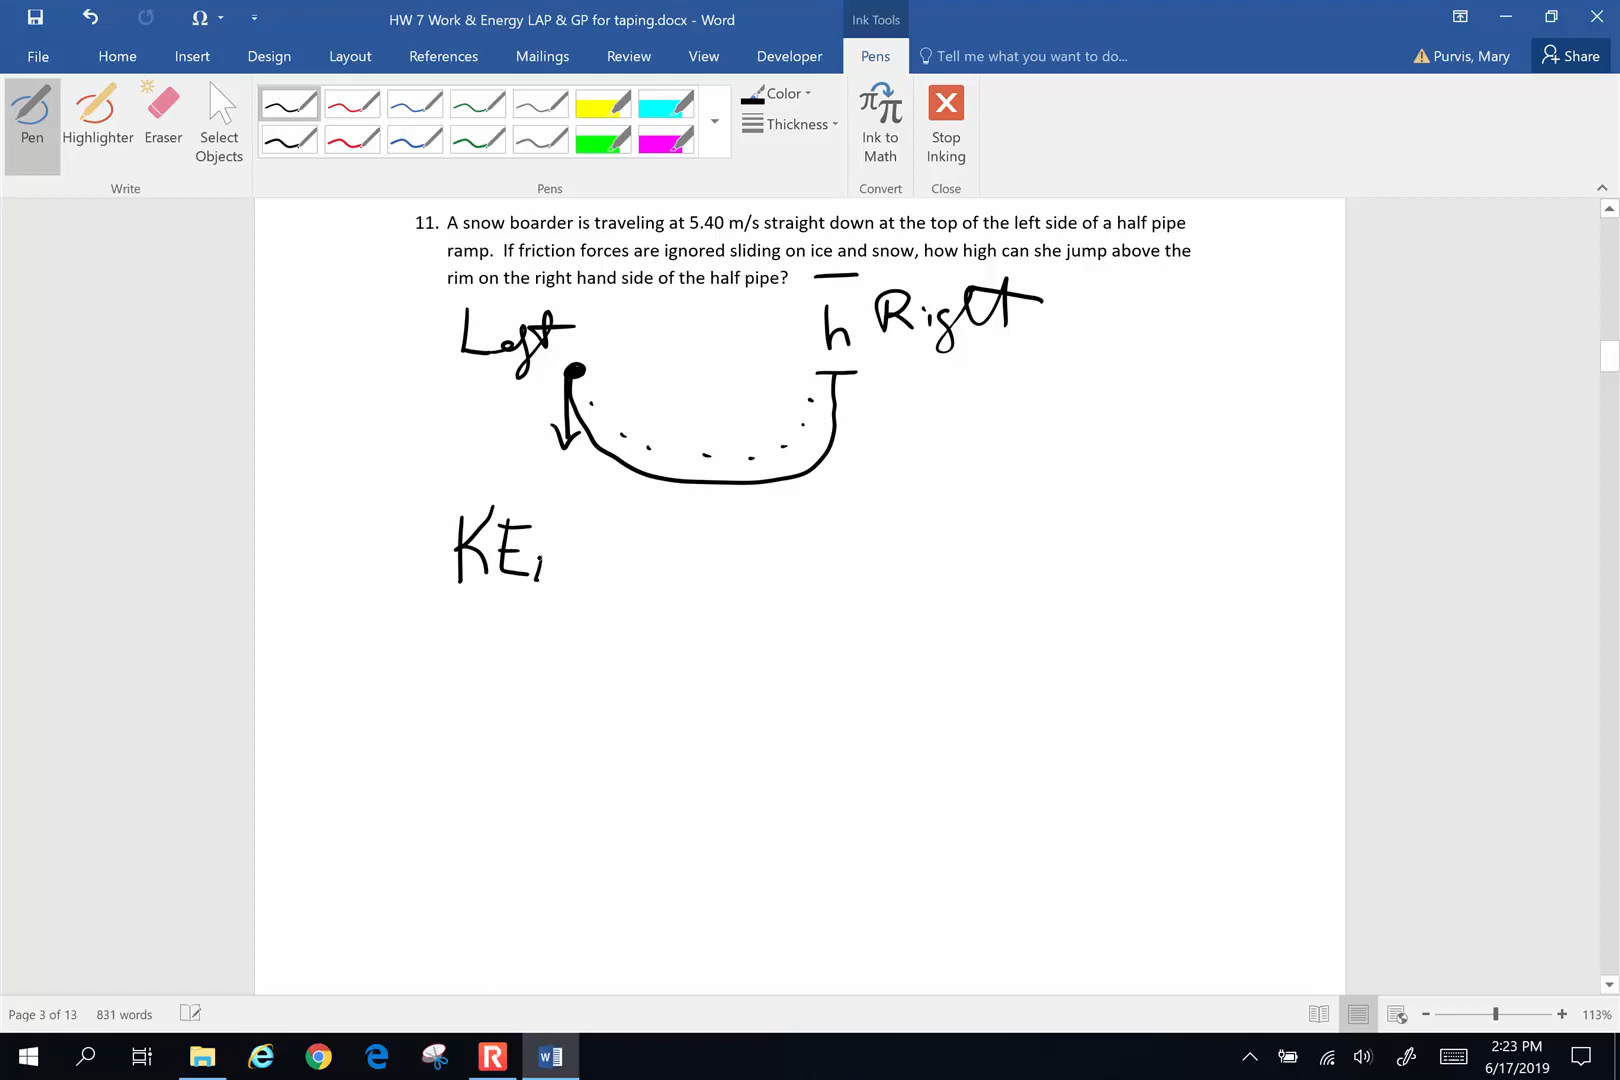 HW 7 Work & Energy LAP & GP for taping.docx - Word
Ink Tools
File Home Insert Design Layout References Mailings Review View Developer Pens Tell me what you want to do... Purvis, Mary Share
Pen Highlighter Eraser Select Objects
Color
Thickness
Ink to Math
Stop Inking
Write Pens Convert Close
11. A snow boarder is traveling at 5.40 m/s straight down at the top of the left side of a half pipe
ramp. If friction forces are ignored sliding on ice and snow, how high can she jump above the
rim on the right hand side of the half pipe?
Left h Right
KEi
Page 3 of 13 831 words 113%
2:23 PM
6/17/2019